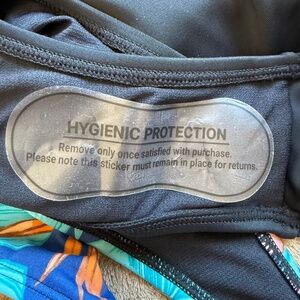 HYGIENIC PROTECTION
Remove only once satisfied with purchase.
Please note this sticker must remain in place for returns.